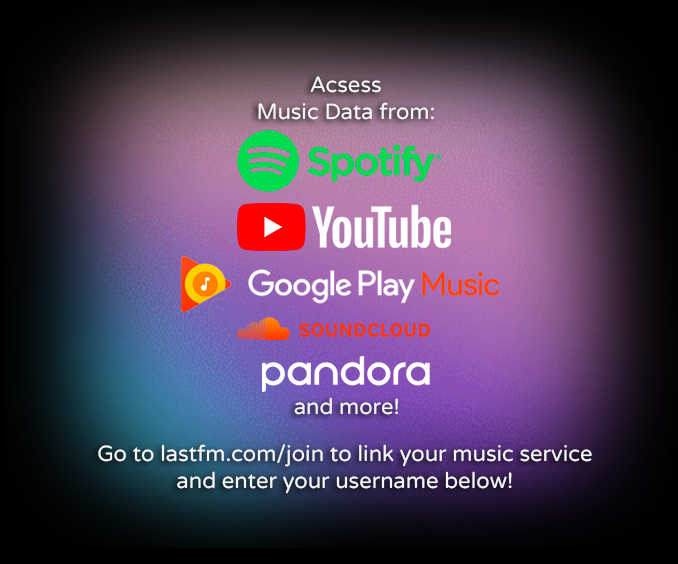 Acsess
Music Data from:
Spotify
YouTube
Google Play Music
SOUNDCLOUD
pandora
and more!
Go to lastfm.com/join to link your music service
and enter your username below!